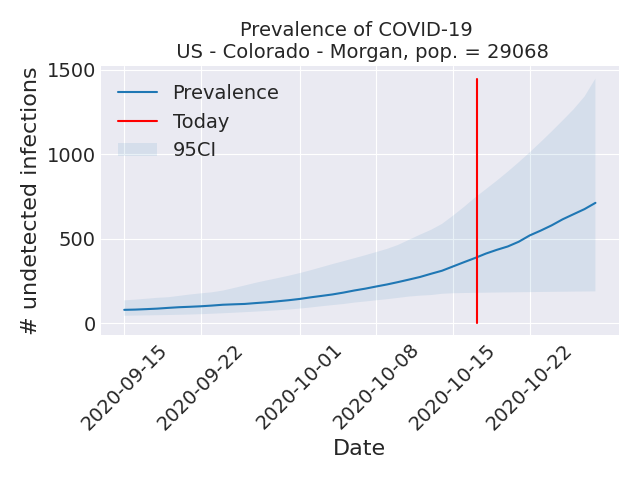 Prevalence of COVID-19
US - Colorado - Morgan, pop. = 29068
# undetected infections
1500
1000
500
0
Prevalence
Today
95CI
2020-09-15
2020-09-22
2020-10-01
2020-10-08
2020-10-15
2020-10-22
Date